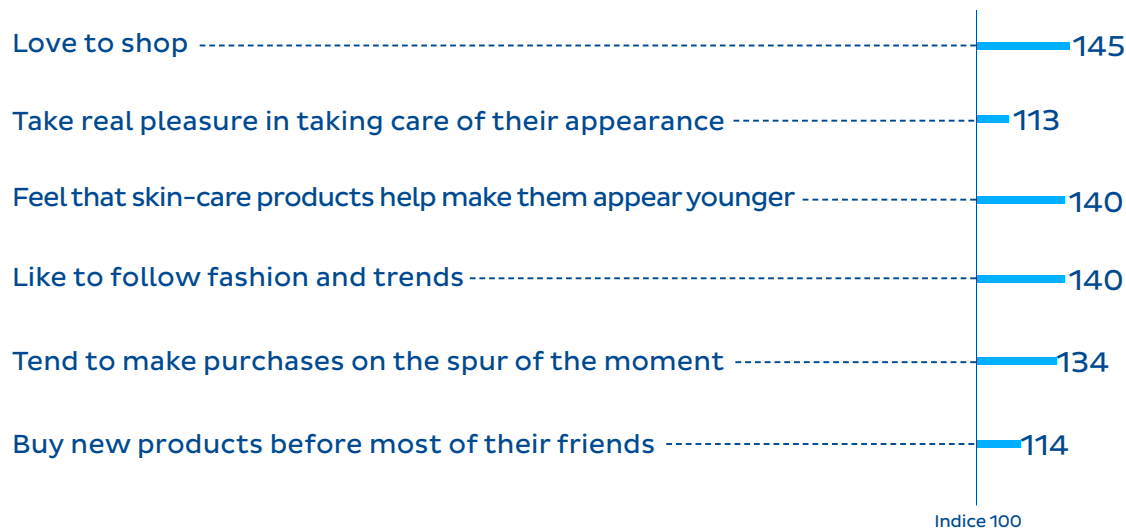 Love to shop 145
Take real pleasure in taking care of their appearance 113
Feel that skin-care products help make them appear younger 140
Like to follow fashion and trends 140
Tend to make purchases on the spur of the moment 134
Buy new products before most of their friends 114
Indice 100